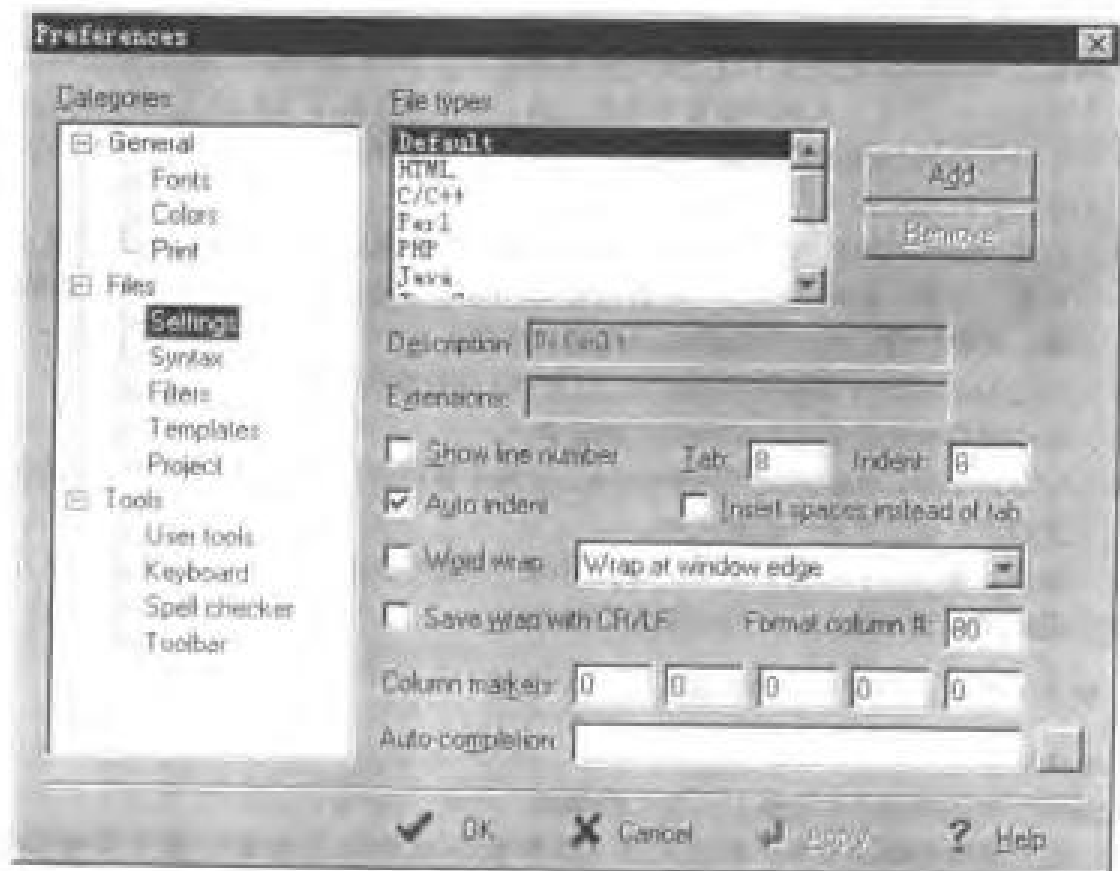 Preferences
Categories:
General
Fonts
Colors
Print
Files
Settings
Syntax
Filters
Templates
Project
Tools
User tools
Keyboard
Spell checker
Toolbar
File types:
Default
HTML
C/C++
Perl
PHP
Java
Add
Remove
Description: Default
Extensions:
Show line number Tab: 8 Indent: 8
Auto indent Insert spaces instead of tab
Word wrap Wrap at window edge
Save wrap with CR/LF Format column #: 80
Column markers: 0 0 0 0 0
Auto-completion:
OK Cancel Apply Help